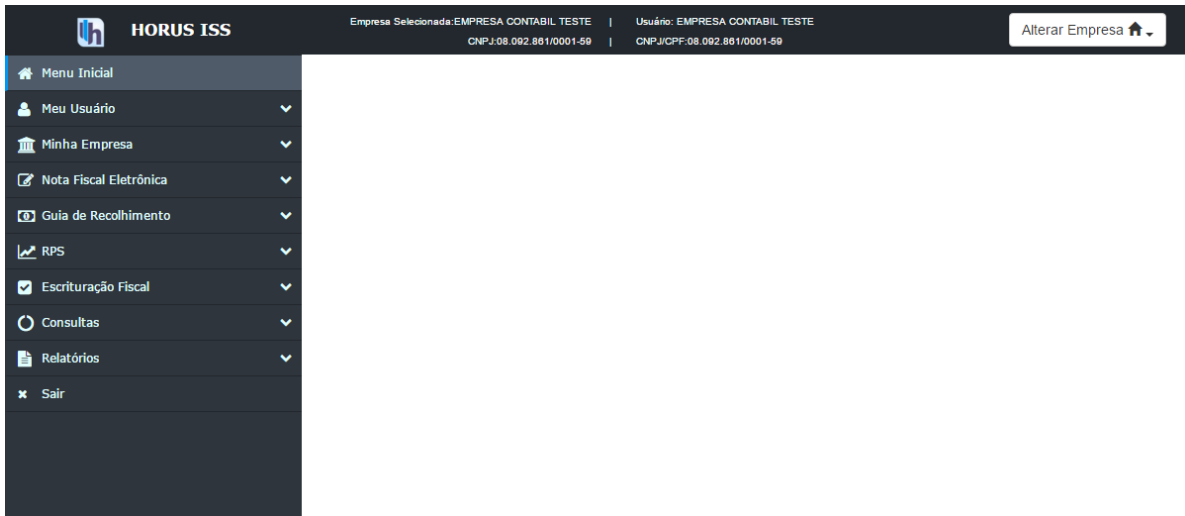 HORUS ISS
Empresa Selecionada:EMPRESA CONTABIL TESTE | Usuário: EMPRESA CONTABIL TESTE
CNPJ:08.092.861/0001-59 | CNPJ/CPF:08.092.861/0001-59
Alterar Empresa
Menu Inicial
Meu Usuário
Minha Empresa
Nota Fiscal Eletrônica
Guia de Recolhimento
RPS
Escrituração Fiscal
Consultas
Relatórios
Sair